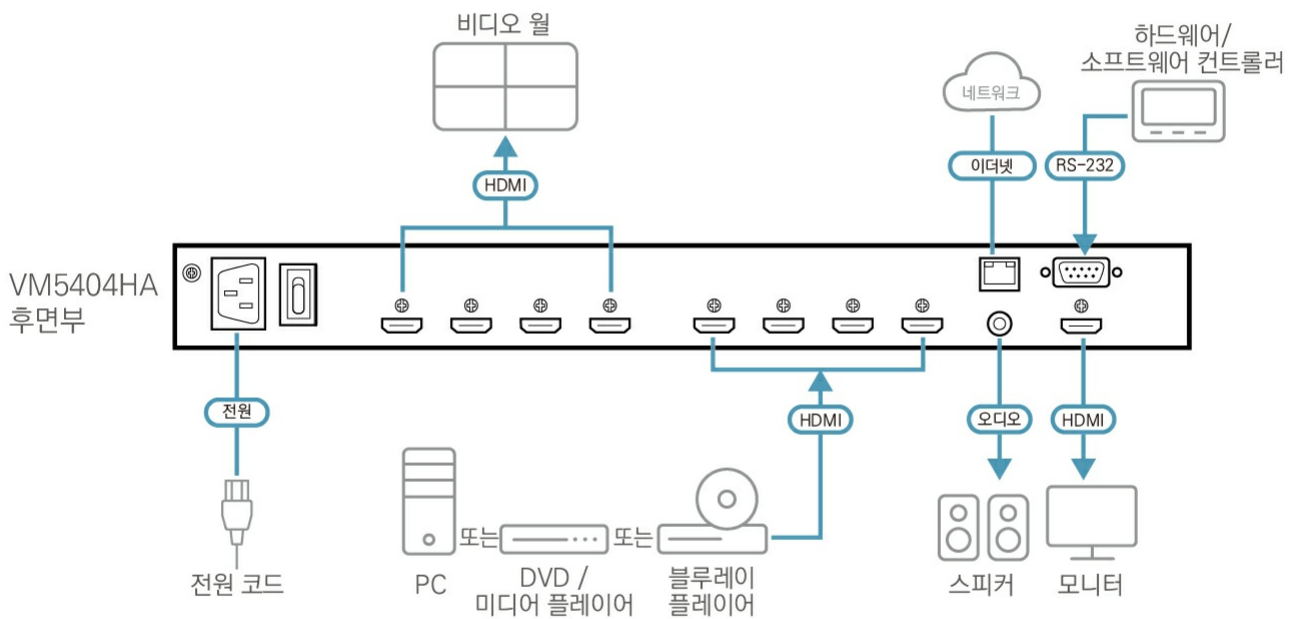 비디오 월
하드웨어/
소프트웨어 컨트롤러
네트워크
이더넷
RS-232
HDMI
VM5404HA
후면부
전원
HDMI
오디오
HDMI
또는
또는
전원 코드
PC
DVD /
미디어 플레이어
블루레이
플레이어
스피커
모니터